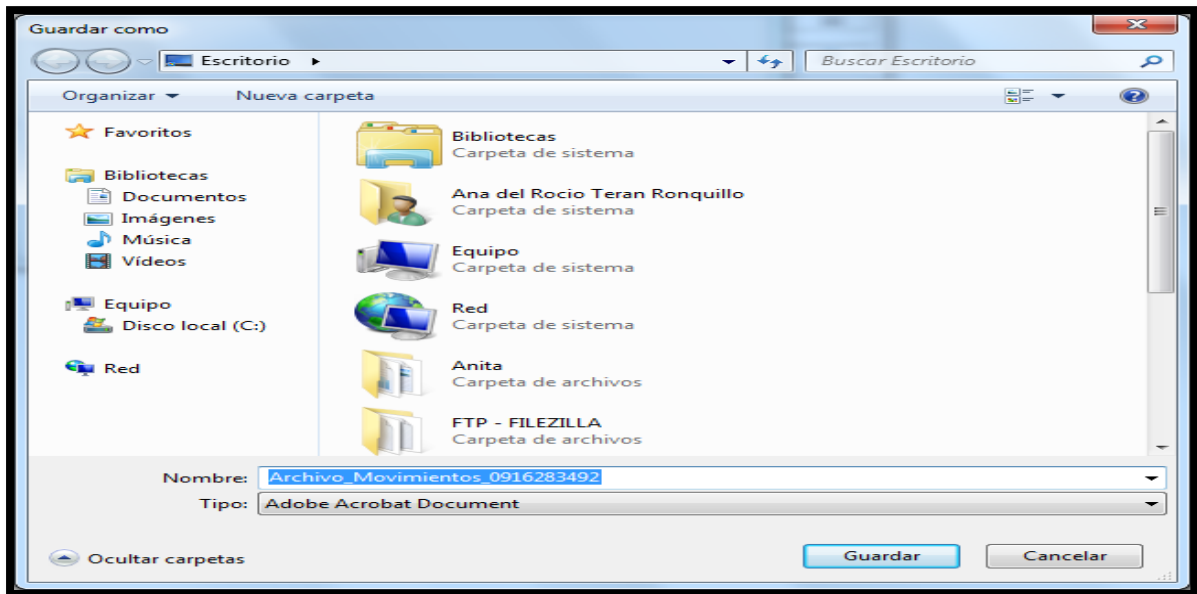 Guardar como
Escritorio
Buscar Escritorio
Organizar
Nueva carpeta
Favoritos
Bibliotecas
Documentos
Imágenes
Música
Vídeos
Equipo
Disco local (C:)
Red
Bibliotecas
Carpeta de sistema
Ana del Rocio Teran Ronquillo
Carpeta de sistema
Equipo
Carpeta de sistema
Red
Carpeta de sistema
Anita
Carpeta de archivos
FTP - FILEZILLA
Carpeta de archivos
Nombre: Archivo_Movimientos_0916283492
Tipo: Adobe Acrobat Document
Ocultar carpetas
Guardar
Cancelar